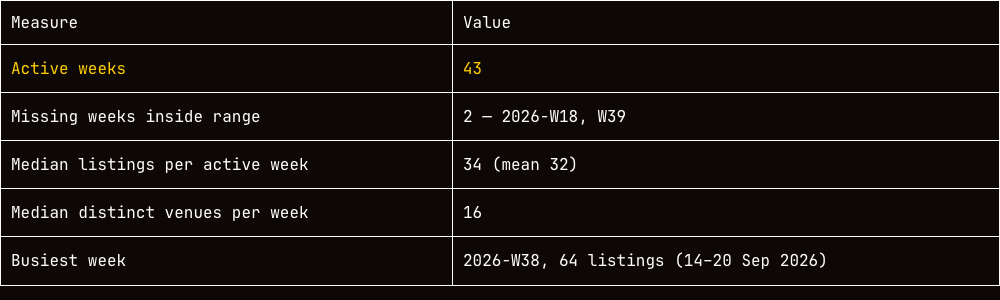 Measure Value
Active weeks 43
Missing weeks inside range 2 — 2026-W18, W39
Median listings per active week 34 (mean 32)
Median distinct venues per week 16
Busiest week 2026-W38, 64 listings (14–20 Sep 2026)